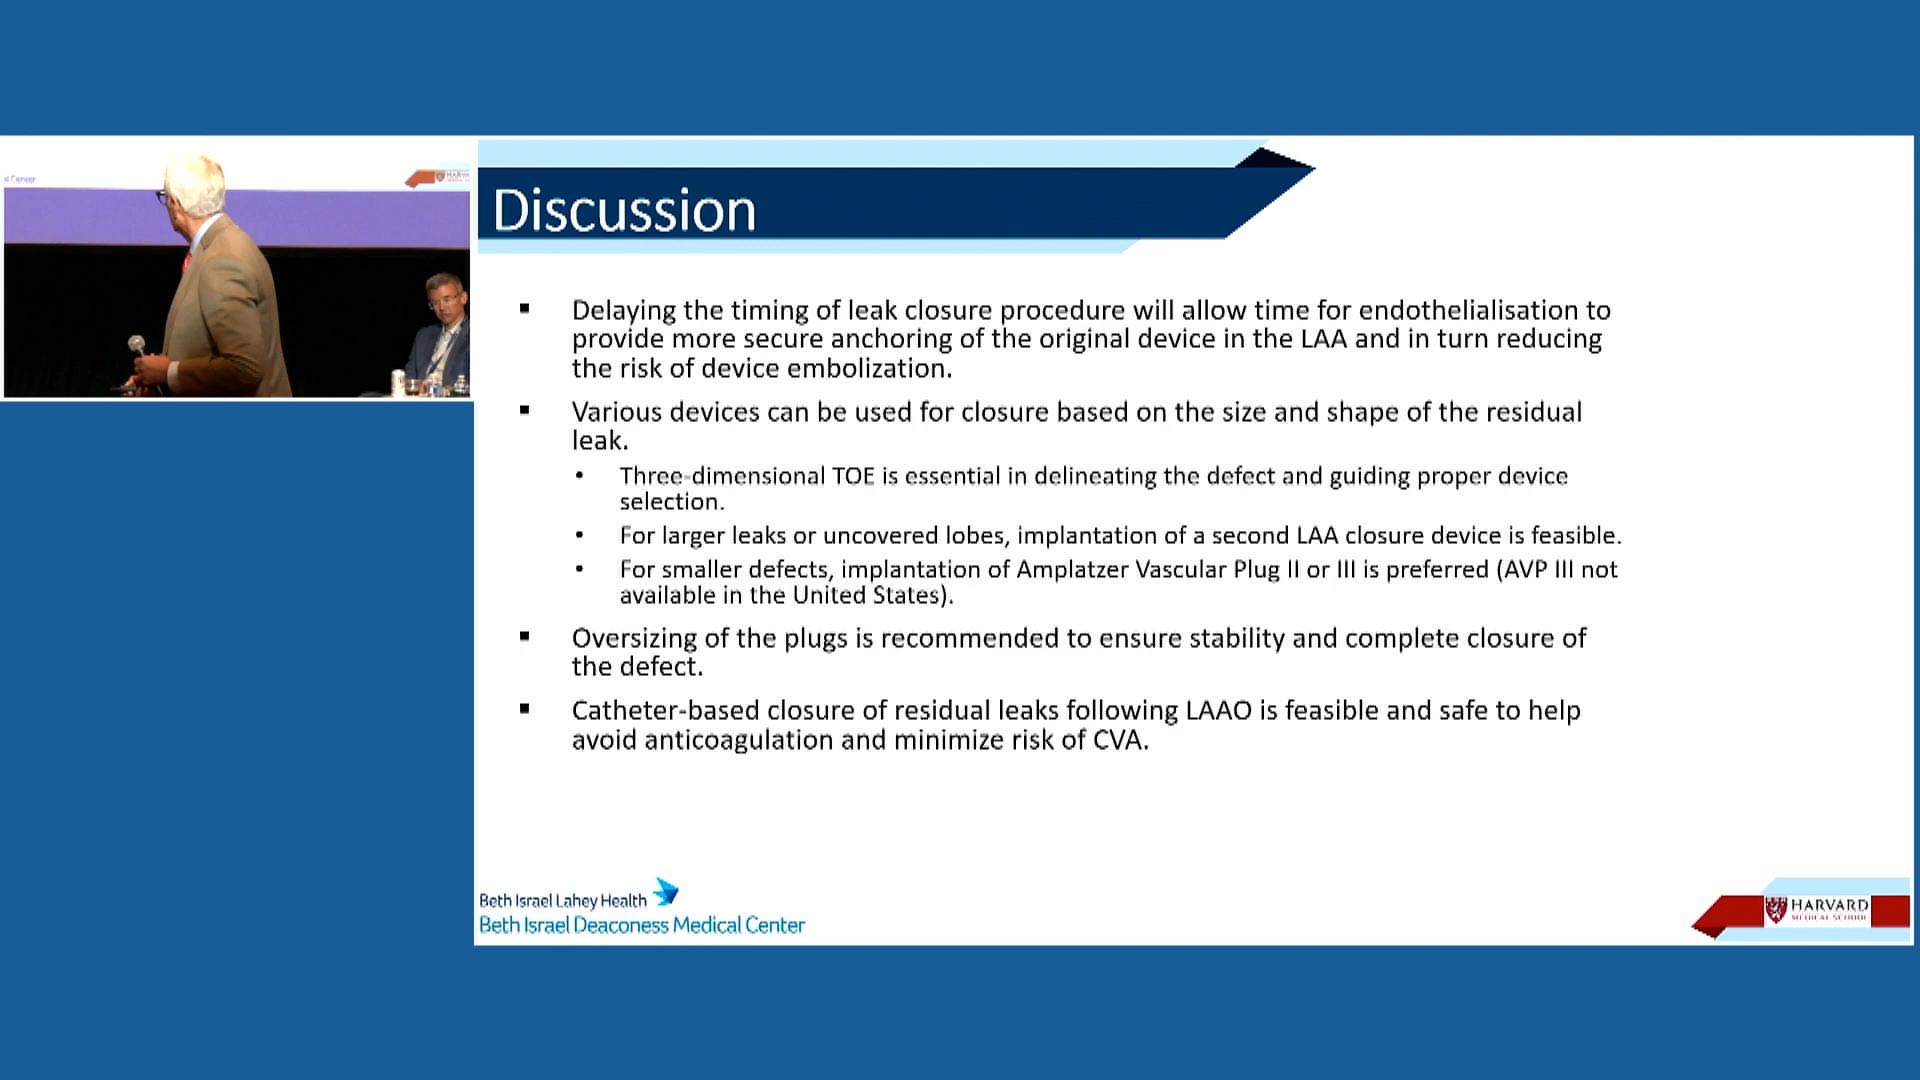 Discussion
Delaying the timing of leak closure procedure will allow time for endothelialisation to
provide more secure anchoring of the original device in the LAA and in turn reducing
the risk of device embolization.
Various devices can be used for closure based on the size and shape of the residual
leak.
Three-dimensional TOE is essential in delineating the defect and guiding proper device
selection.
For larger leaks or uncovered lobes, implantation of a second LAA closure device is feasible.
For smaller defects, implantation of Amplatzer Vascular Plug II or III is preferred (AVP III not
available in the United States).
Oversizing of the plugs is recommended to ensure stability and complete closure of
the defect.
Catheter-based closure of residual leaks following LAAO is feasible and safe to help
avoid anticoagulation and minimize risk of CVA.
Beth Israel Lahey Health
Beth Israel Deaconess Medical Center
HARVARD
MEDICAL SCHOOL